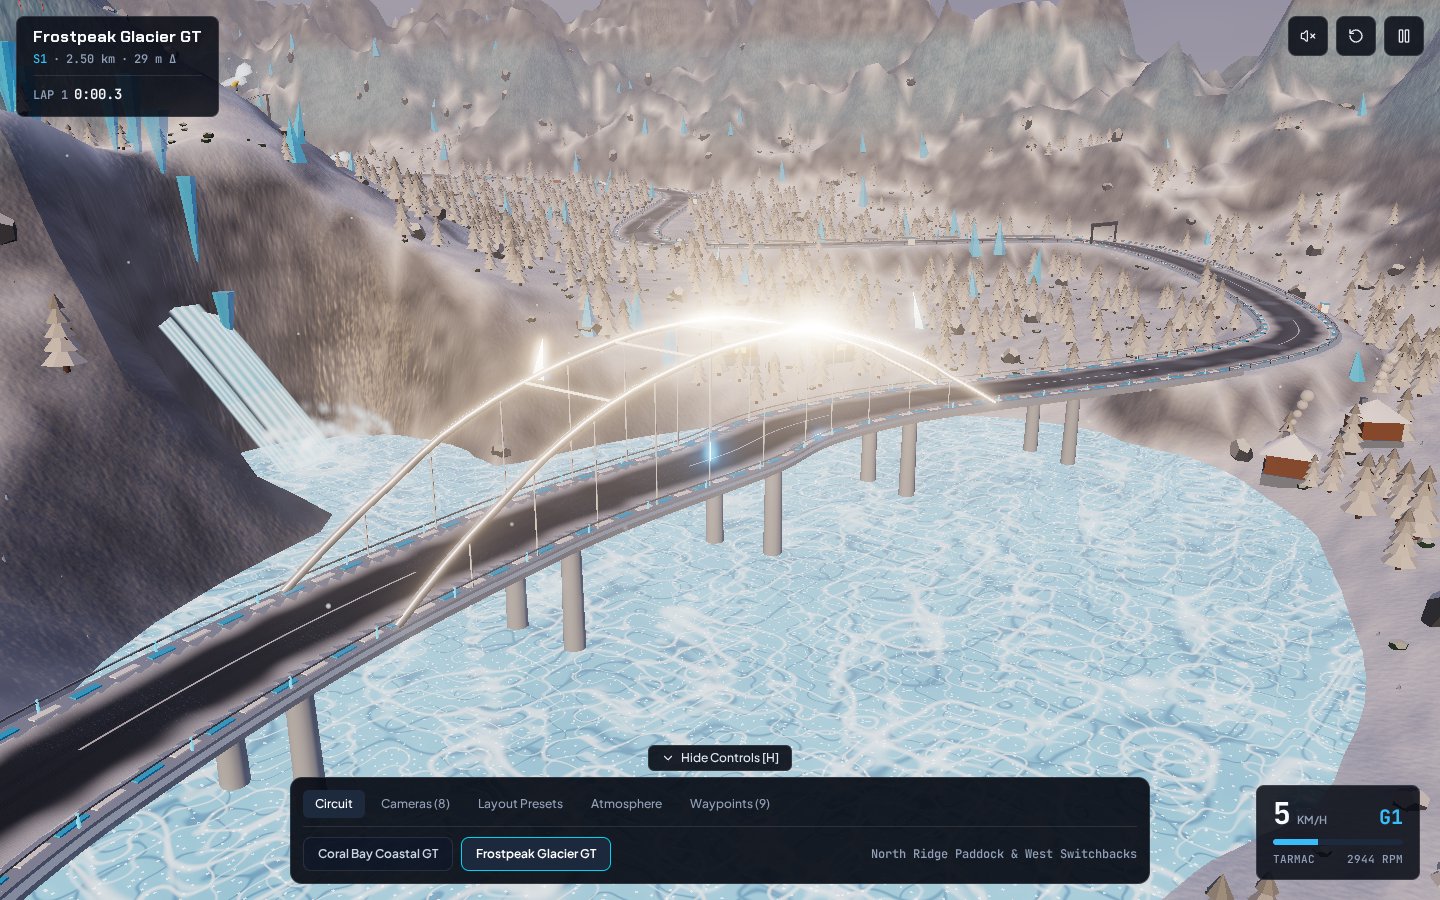 Frostpeak Glacier GT
S1 · 2.50 km · 29 m Δ
LAP 1 0:00.3
Hide Controls [H]
Circuit Cameras (8) Layout Presets Atmosphere Waypoints (9)
Coral Bay Coastal GT Frostpeak Glacier GT North Ridge Paddock & West Switchbacks
5 KM/H G1
TARMAC 2944 RPM